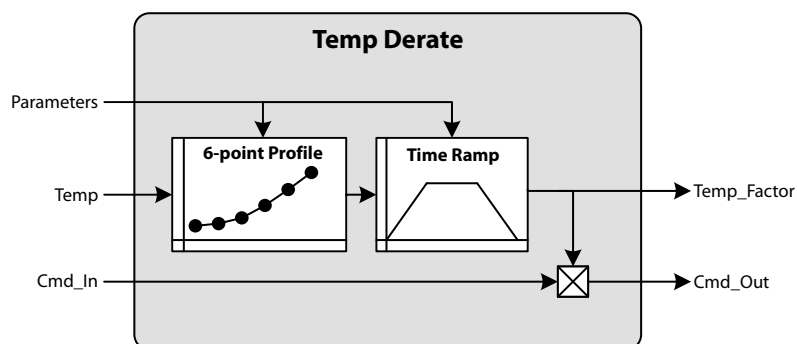 Temp Derate
Parameters
6-point Profile
Time Ramp
Temp
Temp_Factor
Cmd_In
Cmd_Out